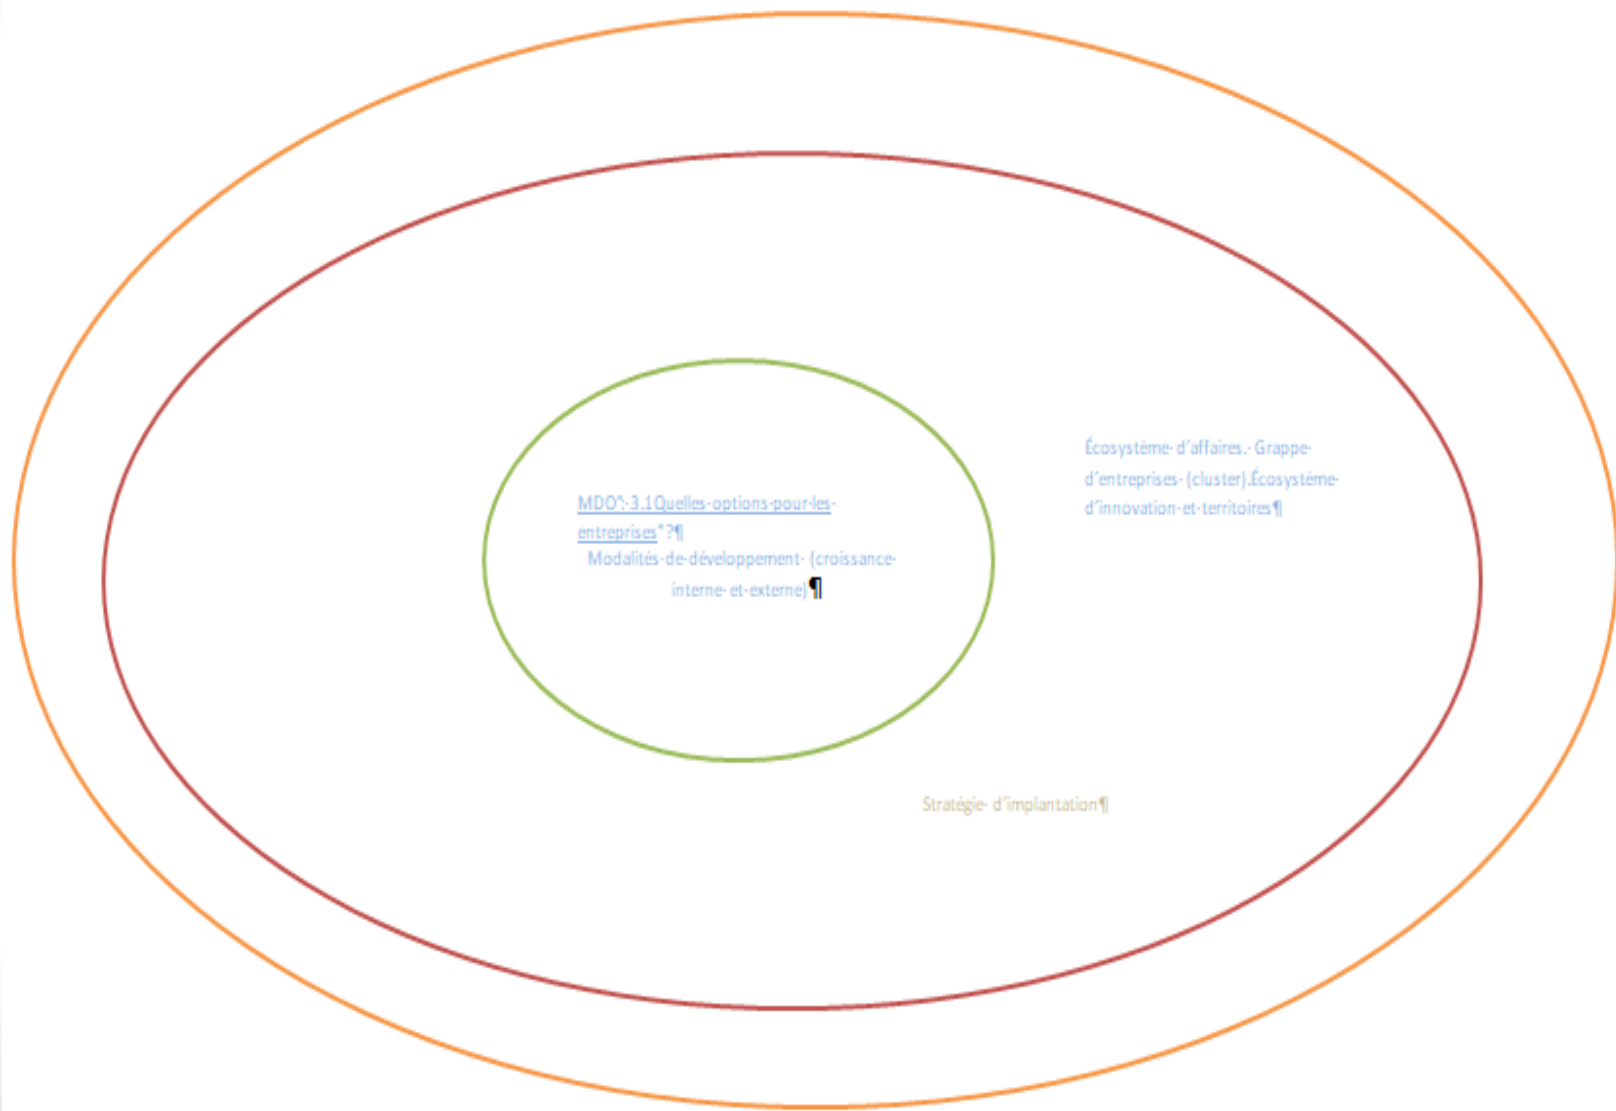 Écosystème· d'affaires.· Grappe·
d'entreprises· (cluster).Écosystème·
d'innovation·et·territoires¶
MDO°:·3.1Quelles·options·pour·les·
entreprises°?¶
Modalités·de·développement· (croissance·
interne· et·externe)¶
Stratégie· d'implantation¶